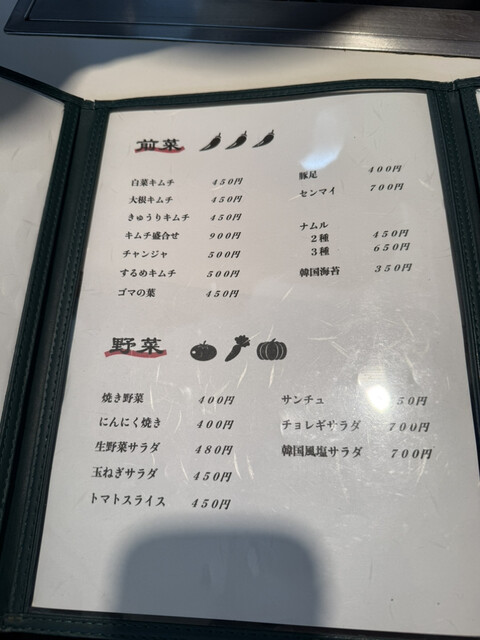 前菜
白菜キムチ 450円
大根キムチ 450円
きゅうりキムチ 450円
キムチ盛合せ 900円
チャンジャ 500円
するめキムチ 500円
ゴマの葉 450円
豚足 400円
センマイ 700円
ナムル
2種 450円
3種 650円
韓国海苔 350円
野菜
焼き野菜 400円
にんにく焼き 400円
生野菜サラダ 480円
玉ねぎサラダ 450円
トマトスライス 450円
サンチュ
チョレギサラダ 700円
韓国風塩サラダ 700円